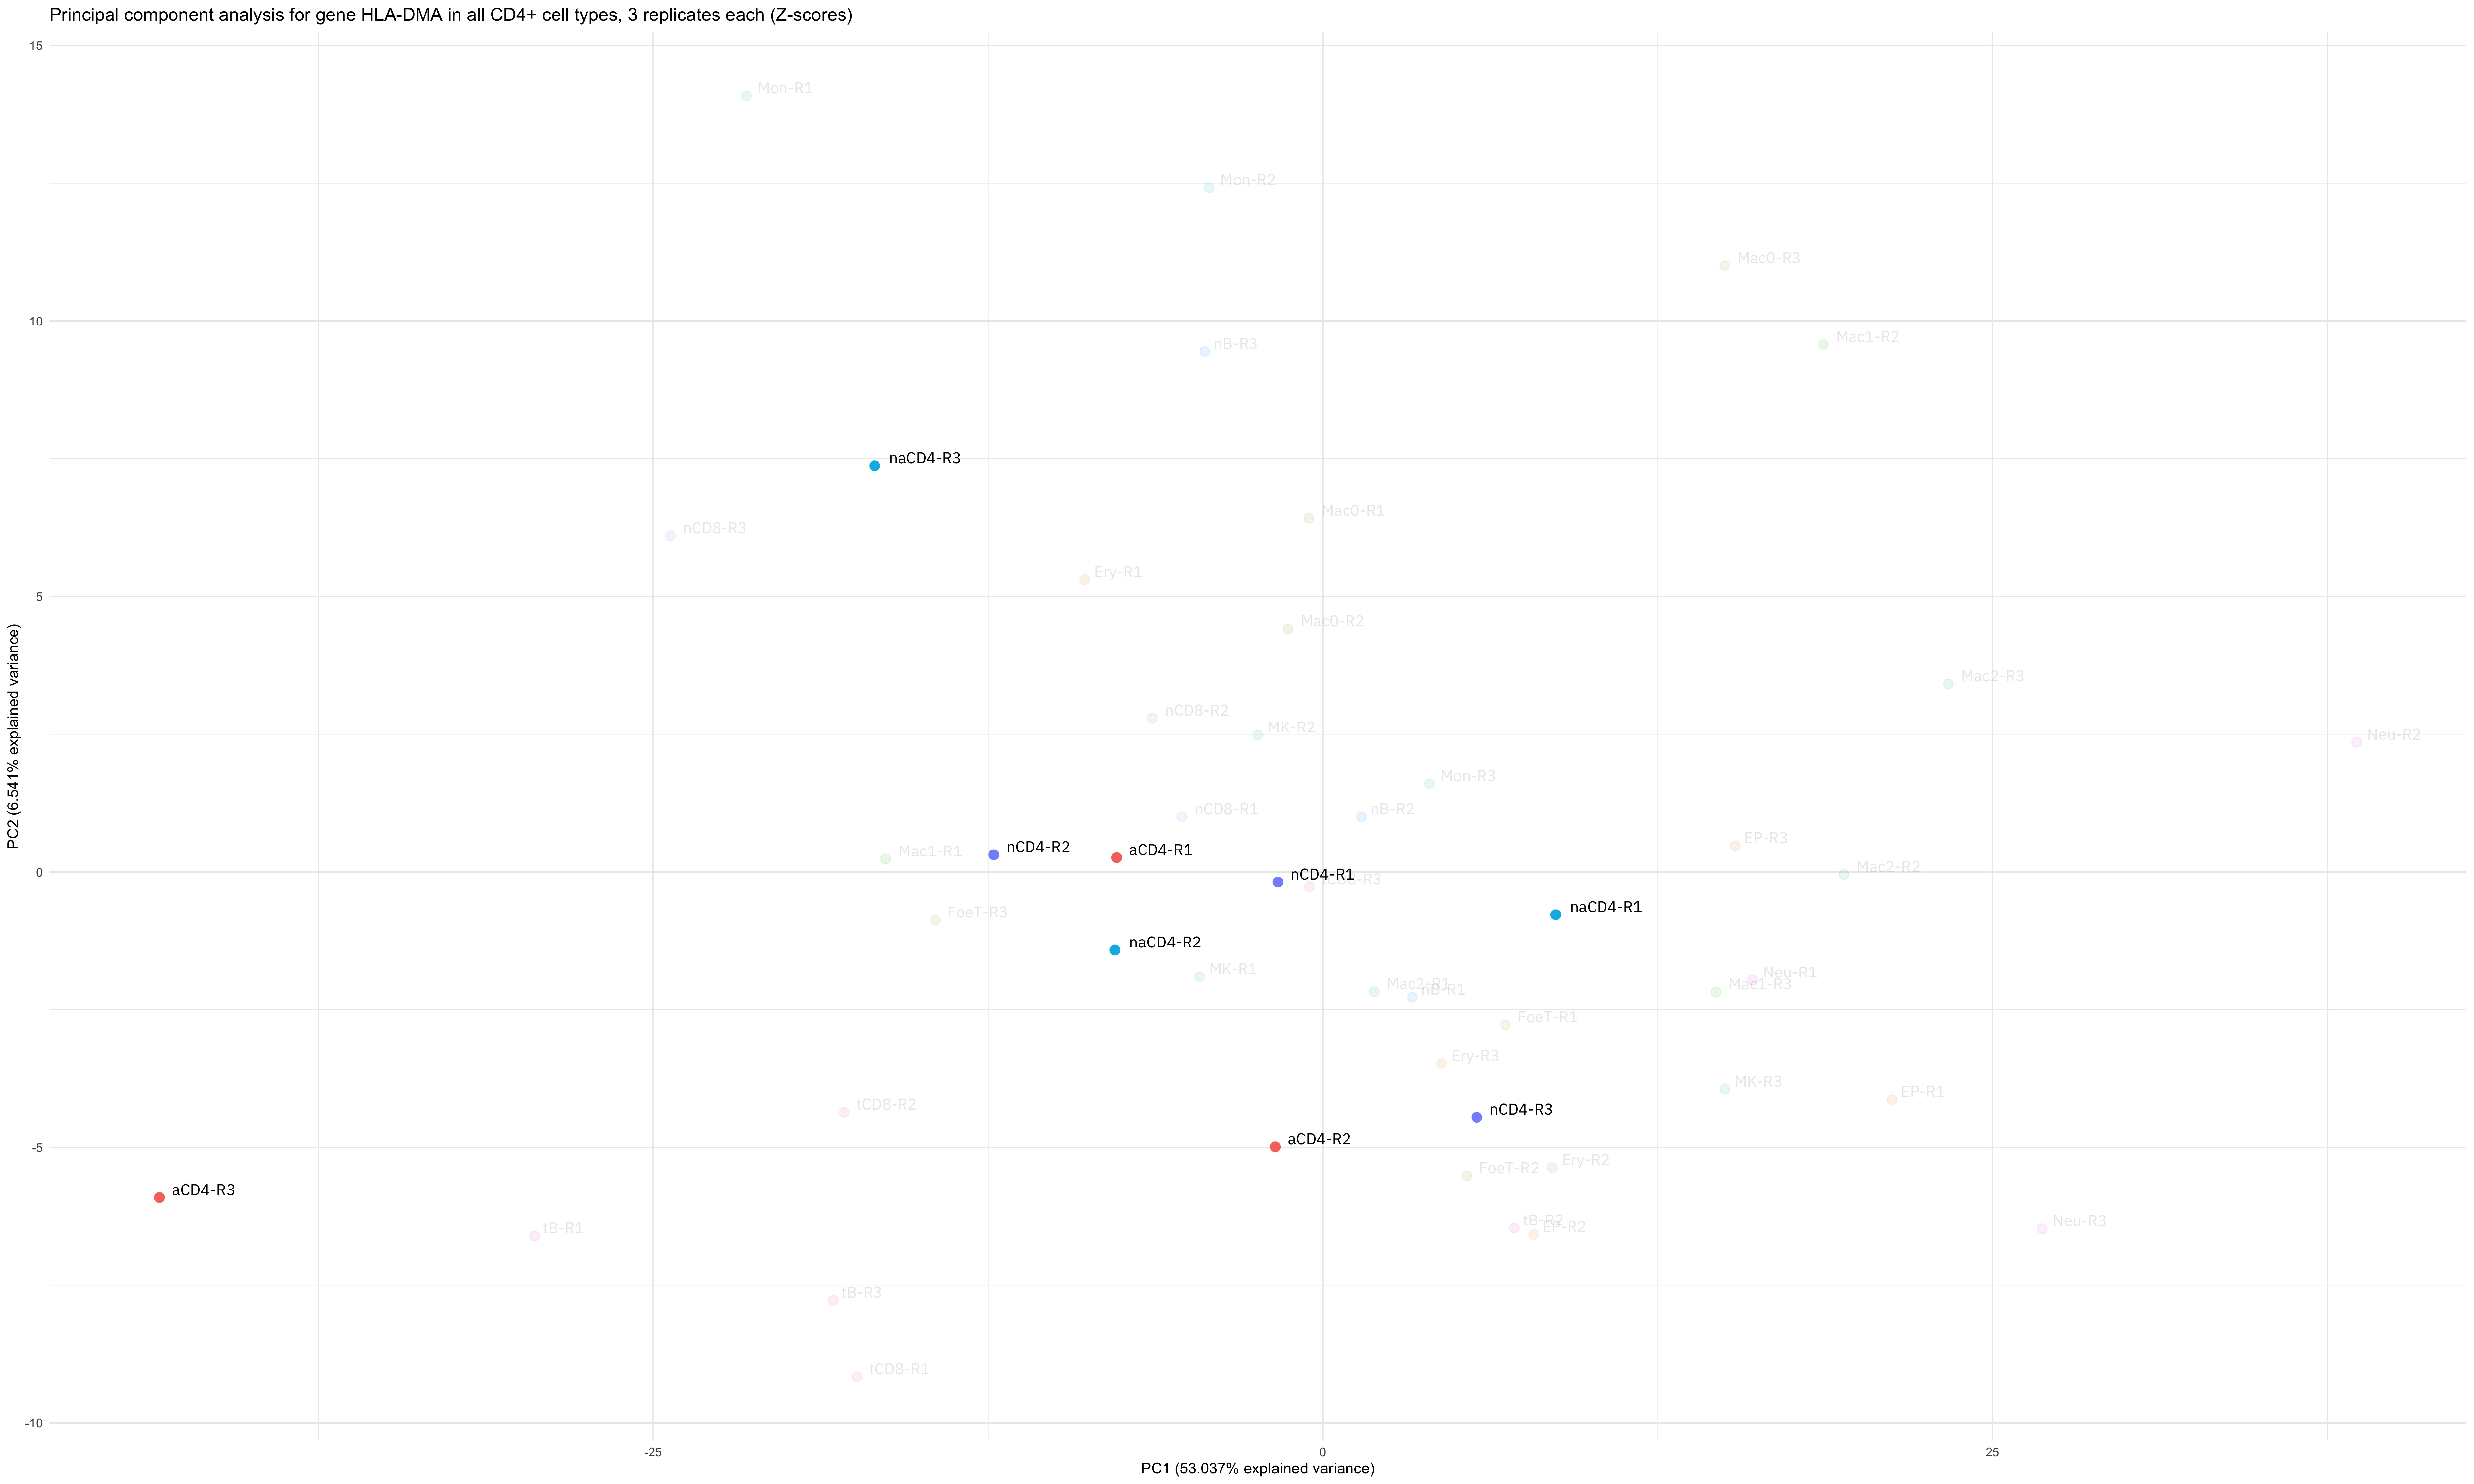 Principal component analysis for gene HLA-DMA in all CD4+ cell types, 3 replicates each (Z-scores)
15
Mon-R1
Mon-R2
Mac0-R3
10
Mac1-R2
nB-R3
naCD4-R3
Mac0-R1
nCD8-R3
Ery-R1
5
Mac0-R2
Mac2-R3
nCD8-R2
MK-R2
Neu-R2
Mon-R3
nCD8-R1
nB-R2
EP-R3
nCD4-R2
aCD4-R1
Mac1-R1
Mac2-R2
0
nCD4-R1
tCD8-R3
naCD4-R1
FoeT-R3
naCD4-R2
MK-R1
Neu-R1
Mac2-R1
Mac1-R3
nB-R1
FoeT-R1
Ery-R3
MK-R3
EP-R1
tCD8-R2
nCD4-R3
aCD4-R2
-5
Ery-R2
FoeT-R2
aCD4-R3
tB-R2
Neu-R3
EP-R2
tB-R1
tB-R3
tCD8-R1
-10
PC2 (6.541% explained variance)
-25
0
25
PC1 (53.037% explained variance)